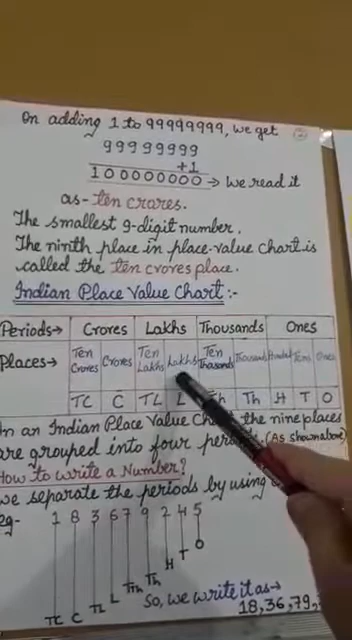 On adding 1 to 99999999, we get
99999999
+1
100000000 → we read it
as- ten crares.
The smallest 9-digit number.
The ninth place in place-value chart is
called the ten crores place.
Indian Place Value Chart:-
Periods→ Crores Lakhs Thousands Ones
Places→ Ten Crores Crores Ten Lakhs Lakhs Ten Thousands Thousands Hundred Tens Ones
TC C TL L Th H T O
In an Indian Place Value Chart the nine places
are grouped into four (As shown above)
How to write a Number?
we separate the periods by using
eg- 1 8 3 6 7 9 2 4 5
TC C TL L TTh Th H T O
So, we write it as→
18,36,79,